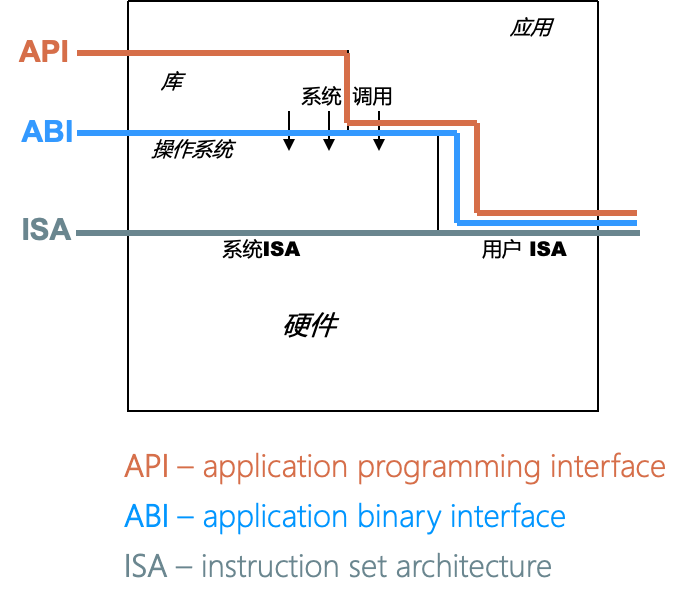 应用
API
库
系统 调用
ABI
操作系统
ISA
系统ISA
用户 ISA
硬件
API – application programming interface
ABI – application binary interface
ISA – instruction set architecture